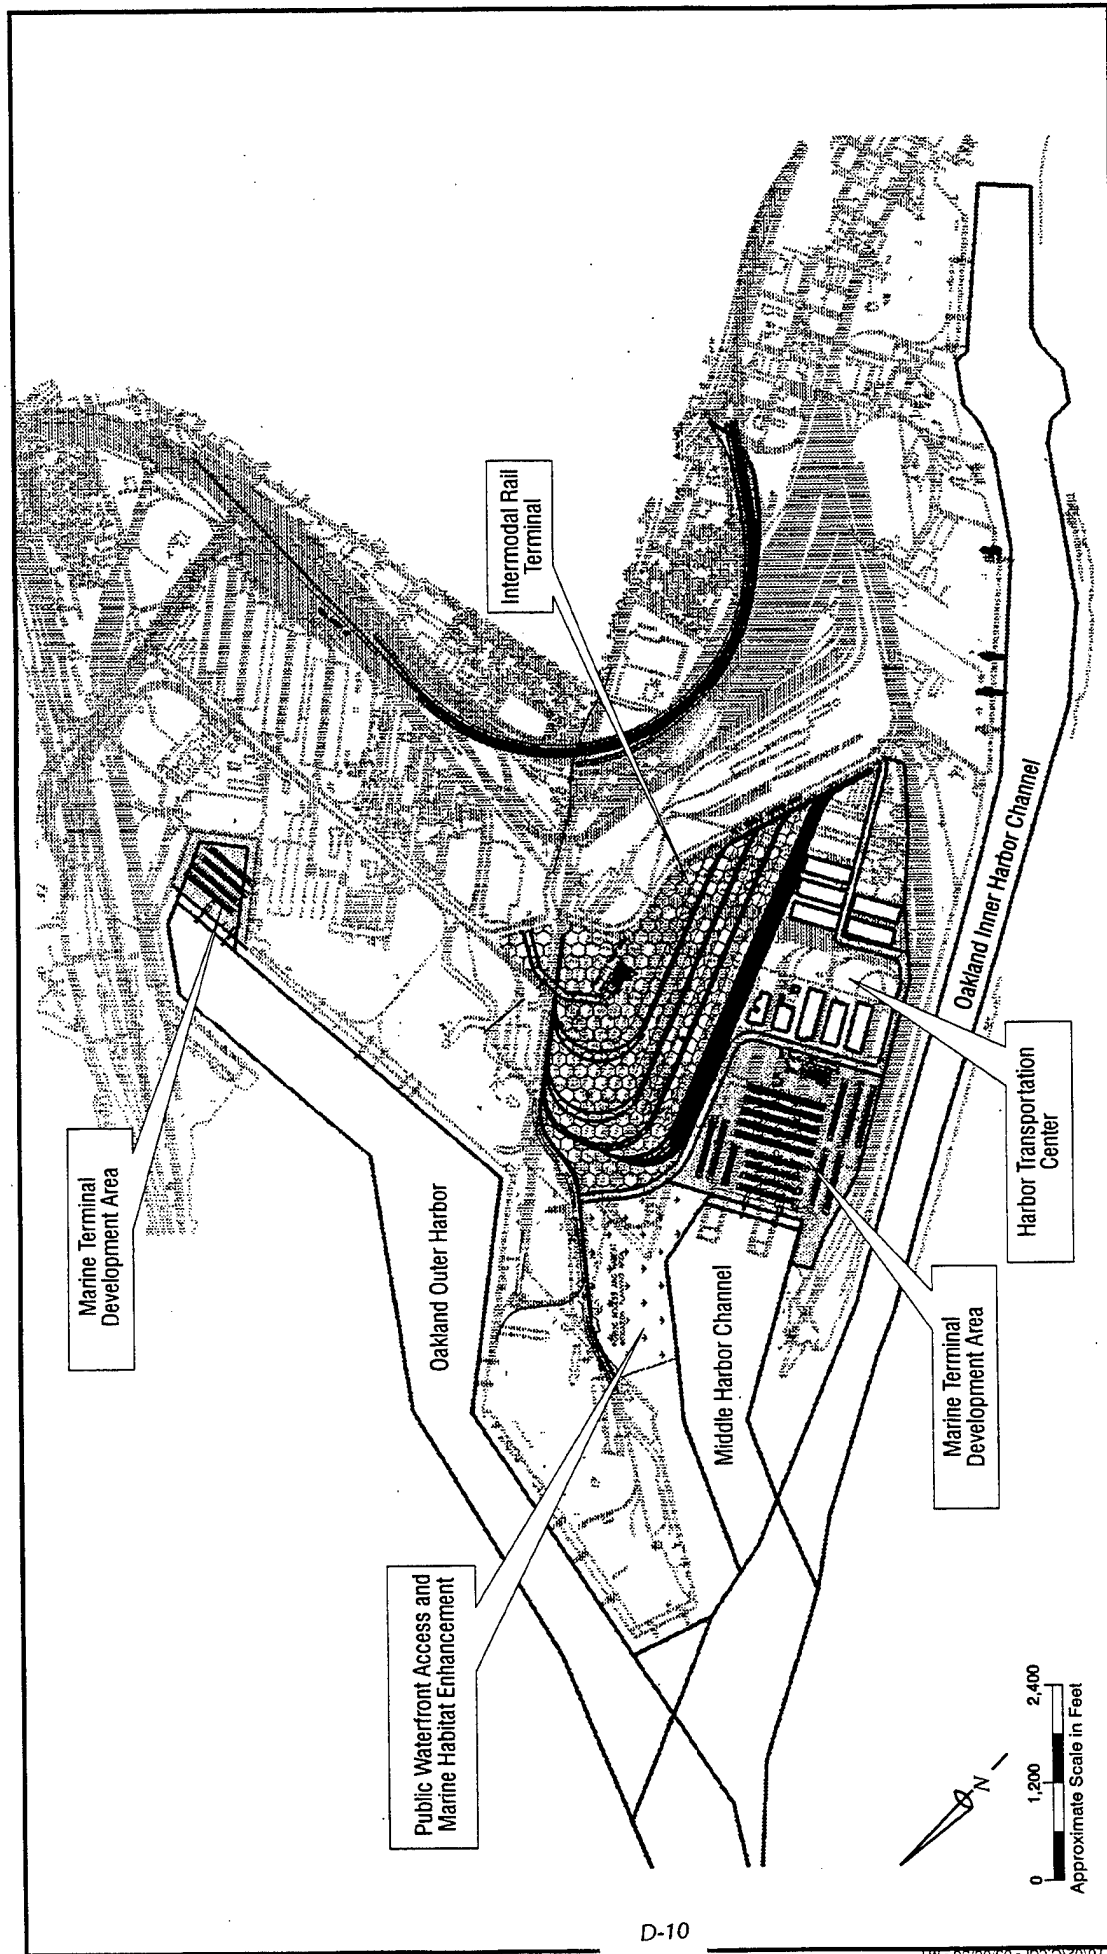 Marine Terminal
Development Area
Oakland Outer Harbor
Intermodal Rail
Terminal
Public Waterfront Access and
Marine Habitat Enhancement
Middle Harbor Channel
Oakland Inner Harbor Channel
Harbor Transportation
Center
Marine Terminal
Development Area
N
0 1,200 2,400
Approximate Scale in Feet
D-10